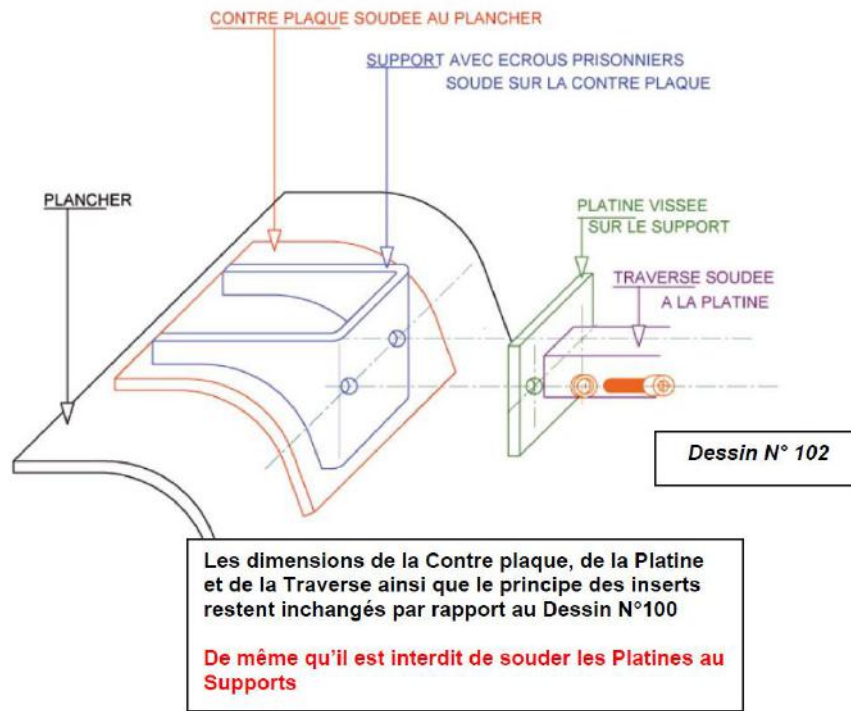 CONTRE PLAQUE SOUDEE AU PLANCHER
SUPPORT AVEC ECROUS PRISONNIERS
SOUDE SUR LA CONTRE PLAQUE
PLANCHER
PLATINE VISSEE
SUR LE SUPPORT
TRAVERSE SOUDEE
A LA PLATINE
Dessin N° 102
Les dimensions de la Contre plaque, de la Platine
et de la Traverse ainsi que le principe des inserts
restent inchangés par rapport au Dessin N°100
De même qu'il est interdit de souder les Platines au
Supports